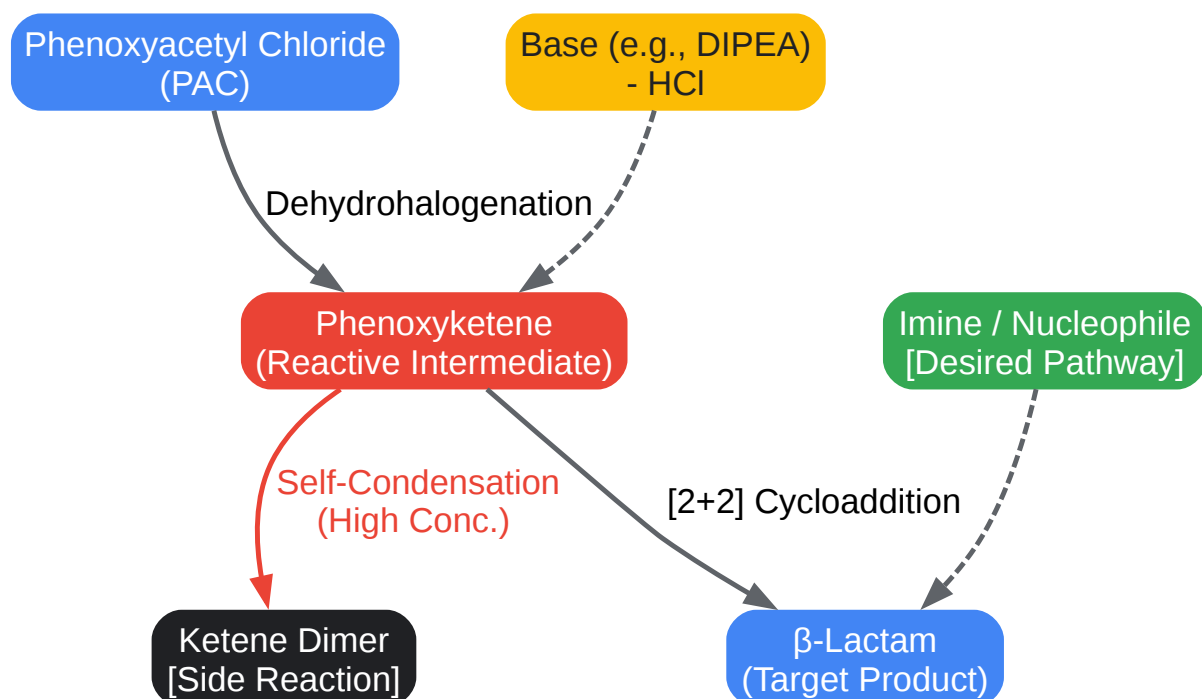 Phenoxyacetyl Chloride
(PAC)
Base (e.g., DIPEA)
- HCl
Dehydrohalogenation
Phenoxyketene
(Reactive Intermediate)
Imine / Nucleophile
[Desired Pathway]
Self-Condensation
(High Conc.)
[2+2] Cycloaddition
Ketene Dimer
[Side Reaction]
β-Lactam
(Target Product)